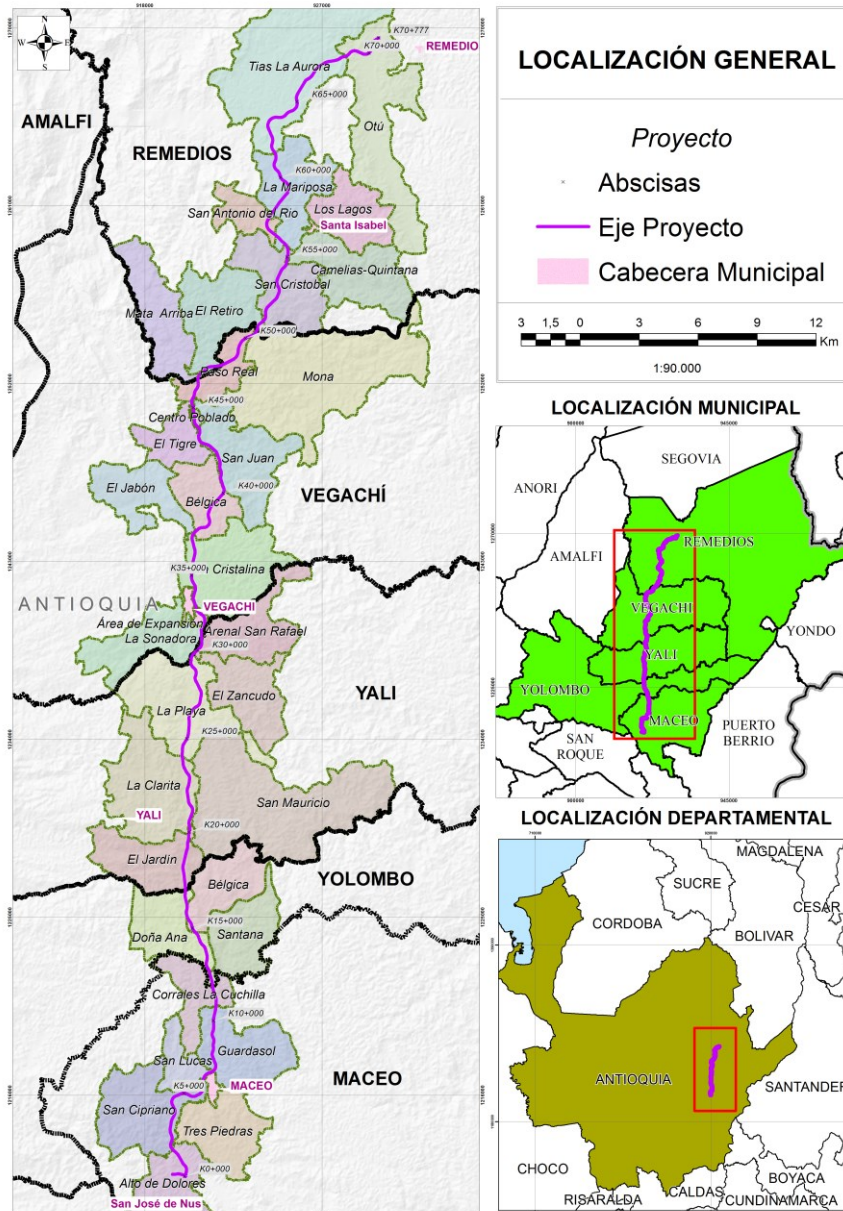 918000
927000
1270000
N
W
E
S
K70+777
K70+000
REMEDIO
Tias La Aurora
K65+000
AMALFI
Otú
REMEDIOS
K60+000
La Mariposa
San Antonio del Rio
Los Lagos
Santa Isabel
K55+000
Camelias-Quintana
San Cristobal
Mata Arriba
El Retiro
K50+000
Paso Real
Mona
K45+000
Centro Poblado
El Tigre
San Juan
El Jabón
K40+000
VEGACHÍ
Bélgica
K35+000
Cristalina
ANTIOQUIA
VEGACHI
Area de Expansión
La Sonadora
Arenal San Rafael
K30+000
El Zancudo
YALI
La Playa
K25+000
La Clarita
San Mauricio
YALI
K20+000
El Jardín
Bélgica
YOLOMBO
K15+000
Doña Ana
Santana
Corrales La Cuchilla
K10+000
San Lucas
Guardasol
K5+000
MACEO
MACEO
San Cipriano
Tres Piedras
K0+000
Alto de Dolores
San José de Nus
LOCALIZACIÓN GENERAL
Proyecto
Abscisas
Eje Proyecto
Cabecera Municipal
3 1,5 0 3 6 9 12
Km
1:90.000
LOCALIZACIÓN MUNICIPAL
SEGOVIA
ANORI
AMALFI
REMEDIOS
VEGACHI
YALI
YONDO
YOLOMBO
MACEO
PUERTO
BERRIO
SAN
ROQUE
LOCALIZACIÓN DEPARTAMENTAL
MAGDALENA
SUCRE
CESAR
CORDOBA
BOLIVAR
ANTIOQUIA
SANTANDER
CHOCO
BOYACA
RISARALDA
CALDAS
CUNDINAMARCA